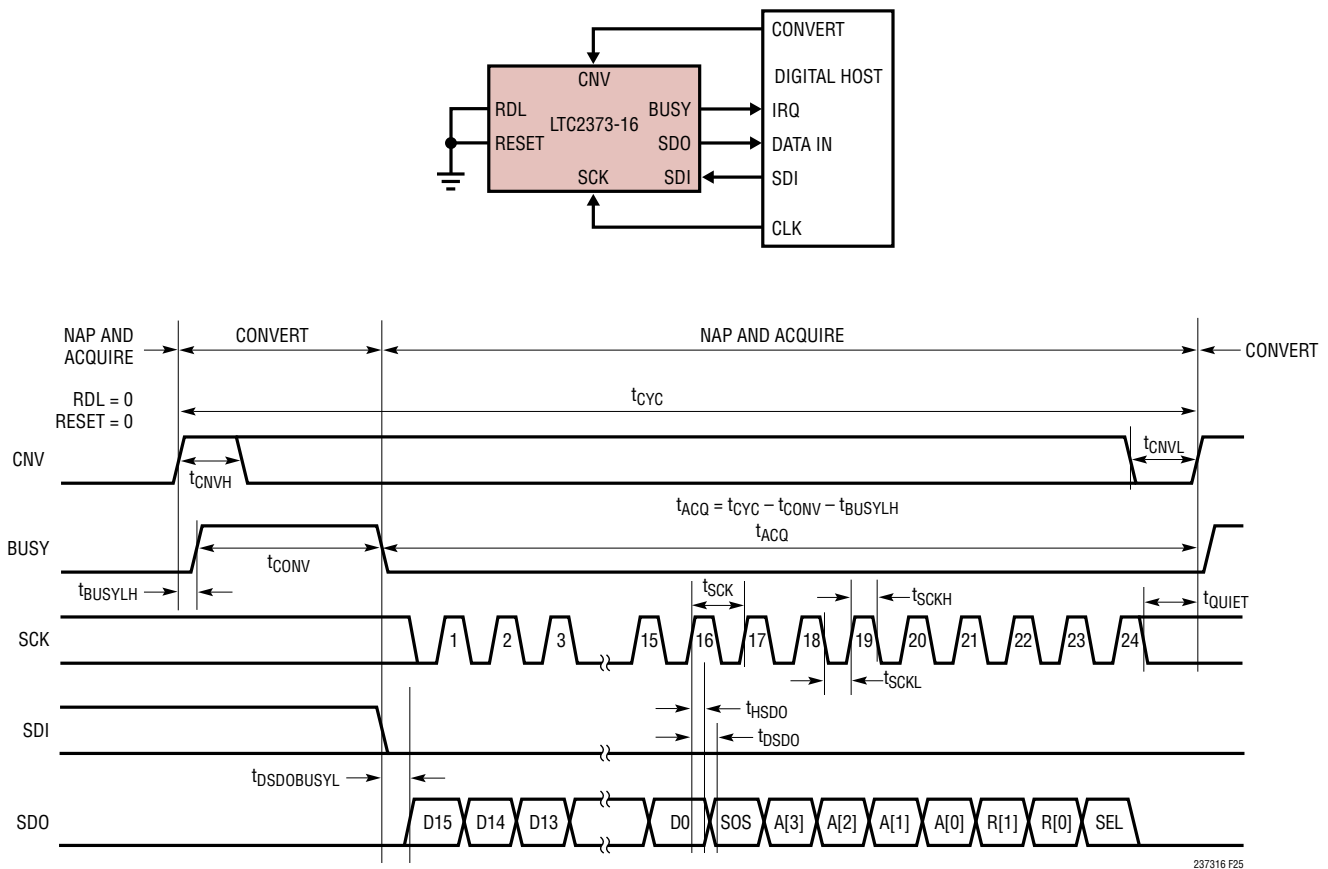 CONVERT
CNV
DIGITAL HOST
RDL
BUSY
IRQ
LTC2373-16
RESET
SDO
DATA IN
SCK
SDI
SDI
CLK
NAP AND
ACQUIRE
CONVERT
NAP AND ACQUIRE
CONVERT
RDL = 0
RESET = 0
tCYC
CNV
tCNVH
tCNVL
tACQ = tCYC – tCONV – tBUSYLH
BUSY
tCONV
tACQ
tBUSYLH
tSCK
tSCKH
tQUIET
SCK
1 2 3 15 16 17 18 19 20 21 22 23 24
tSCKL
tHSDO
SDI
tDSDO
tDSDOBUSYL
SDO
D15 D14 D13 D0 SOS A[3] A[2] A[1] A[0] R[1] R[0] SEL
237316 F25